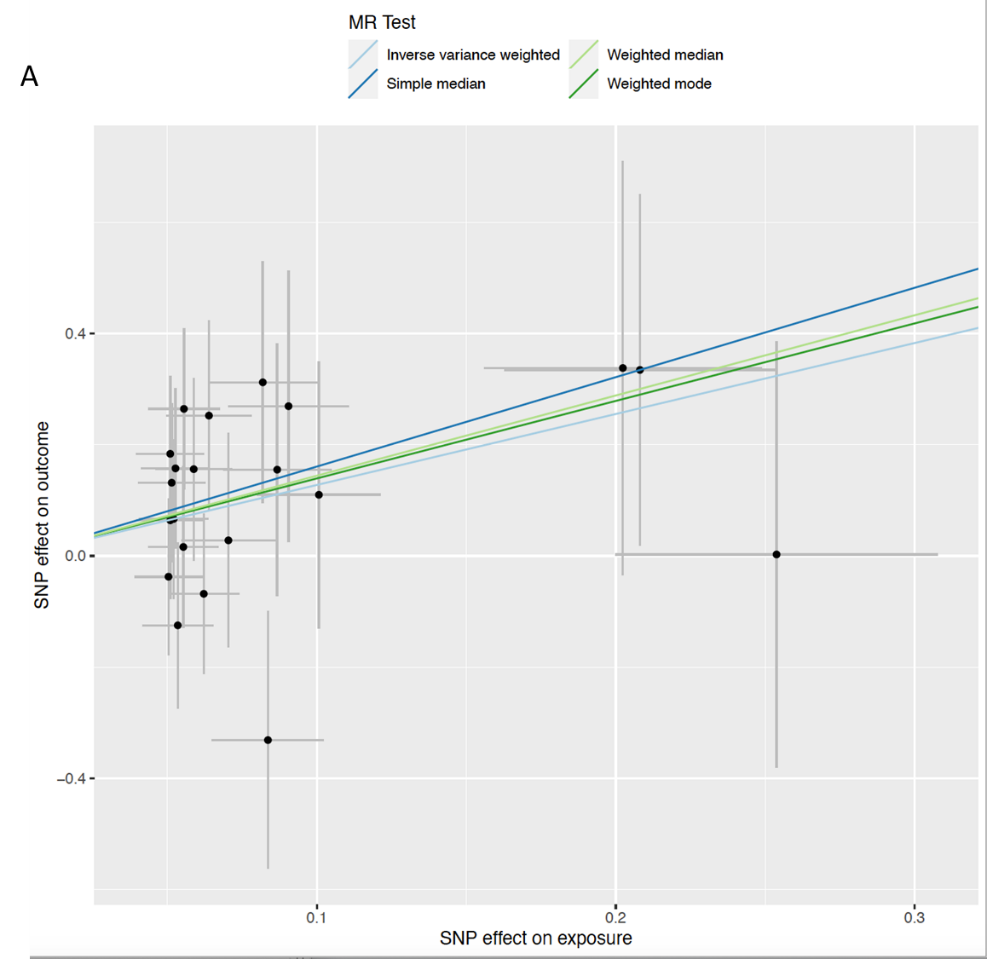 A
MR Test
Inverse variance weighted
Weighted median
Simple median
Weighted mode
SNP effect on outcome
0.4
0.0
−0.4
0.1
0.2
0.3
SNP effect on exposure